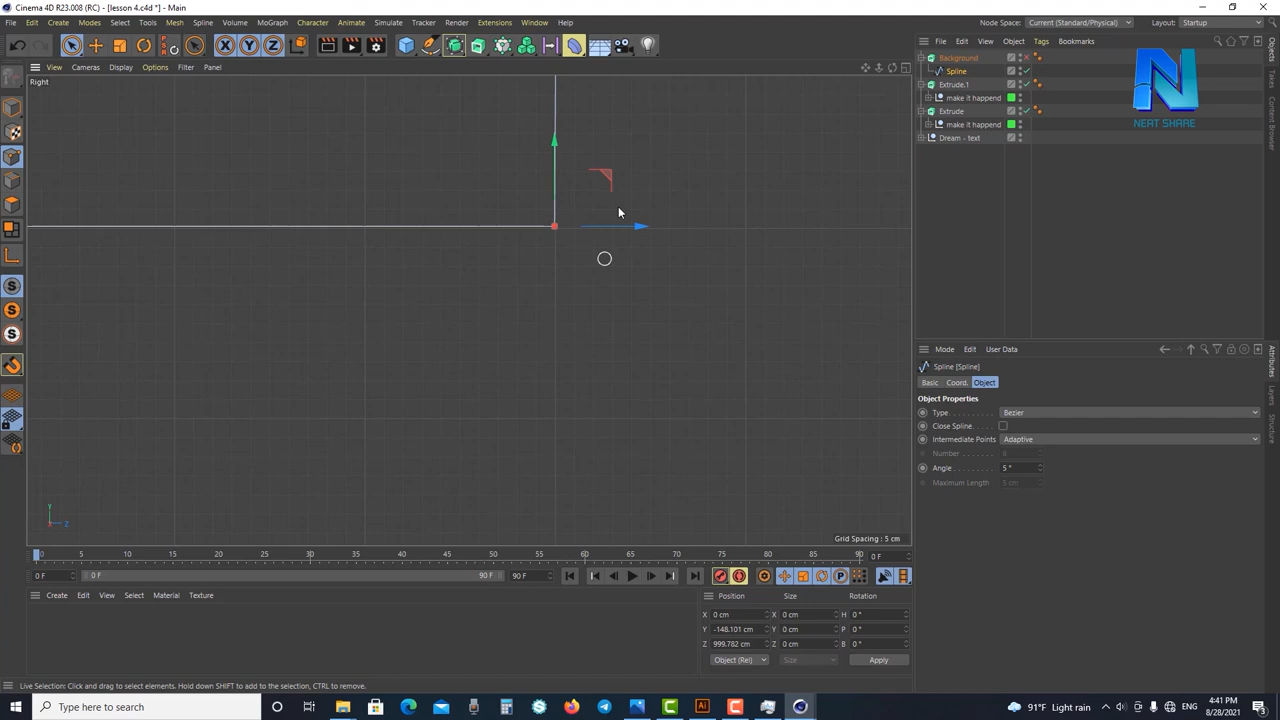 Cinema 4D R23.008 (RC) - [lesson 4.c4d *] - Main
File Edit Create Modes Select Tools Mesh Spline Volume MoGraph Character Animate Simulate Tracker Render Extensions Window Help
Node Space: Current (Standard/Physical) Layout: Startup
X Y Z
View Cameras Display Options Filter Panel
File Edit View Object Tags Bookmarks
Right
Background
Spline
Extrude.1
make it happend
Extrude
make it happend
Dream - text
NEAT SHARE
Objects
Takes
Content Browser
Mode Edit User Data
Spline [Spline]
Basic Coord. Object
Object Properties
Type Bezier
Close Spline
Intermediate Points Adaptive
Number 8
Angle 5 °
Maximum Length 5 cm
Attributes
Layers
Structure
S
S
S
Y
Z
Grid Spacing : 5 cm
0 5 10 15 20 25 30 35 40 45 50 55 60 65 70 75 80 85 90 0 F
0 F 0 F 90 F 90 F
P
Create Edit View Select Material Texture
Position Size Rotation
X 0 cm X 0 cm H 0 °
Y -148.101 cm Y 0 cm P 0 °
Z 999.782 cm Z 0 cm B 0 °
Object (Rel) Size Apply
Live Selection: Click and drag to select elements. Hold down SHIFT to add to the selection, CTRL to remove.
Type here to search
91°F Light rain ENG
4:41 PM
8/28/2021